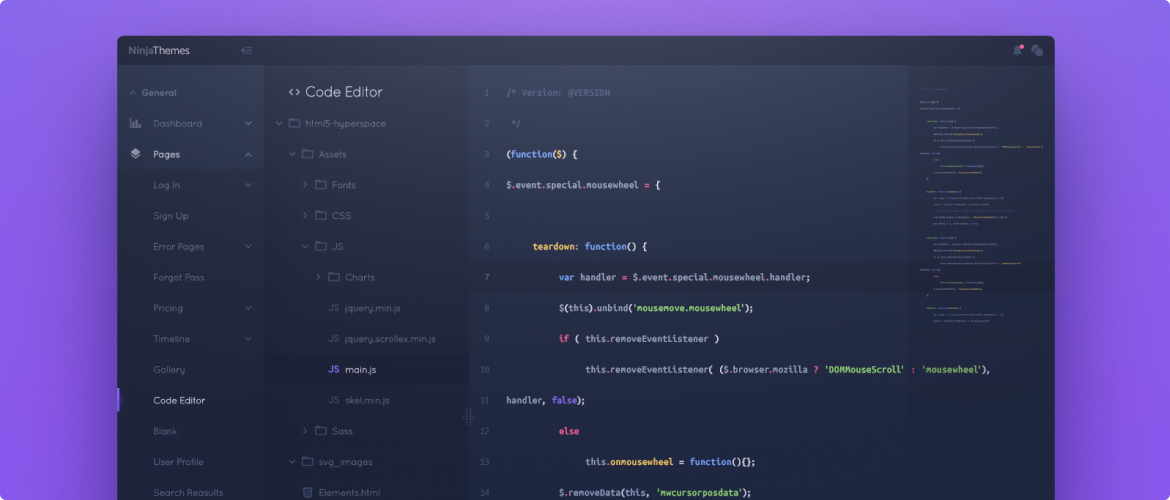 NinjaThemes
General
Dashboard
Pages
Log In
Sign Up
Error Pages
Forgot Pass
Pricing
Timeline
Gallery
Code Editor
Blank
User Profile
Search Reasults
<> Code Editor
html5-hyperspace
Assets
Fonts
CSS
JS
Charts
JS jquery.min.js
JS jquery.scrollex.min.js
JS main.js
JS skel.min.js
Sass
svg_images
Elements.html
1 /* Version: @VERSION
2 */
3 (function($) {
4 $.event.special.mousewheel = {
5
6 teardown: function() {
7 var handler = $.event.special.mousewheel.handler;
8 $(this).unbind('mousemove.mousewheel');
9 if ( this.removeEventListener )
10 this.removeEventListener( ($.browser.mozilla ? 'DOMMouseScroll' : 'mousewheel'),
11 handler, false);
12 else
13 this.onmousewheel = function(){};
14 $.removeData(this, 'mwcursorposdata');